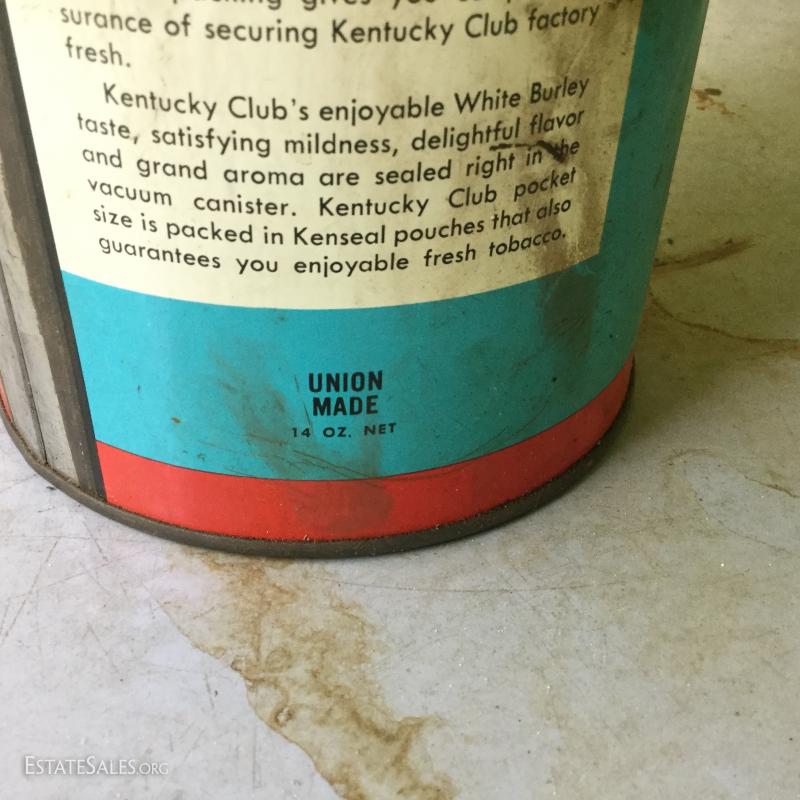 gives you
surance of securing Kentucky Club factory
fresh.
Kentucky Club's enjoyable White Burley
taste, satisfying mildness, delightful flavor
and grand aroma are sealed right in the
vacuum canister. Kentucky Club pocket
size is packed in Kenseal pouches that also
guarantees you enjoyable fresh tobacco.
UNION
MADE
14 OZ. NET
ESTATESALES.ORG